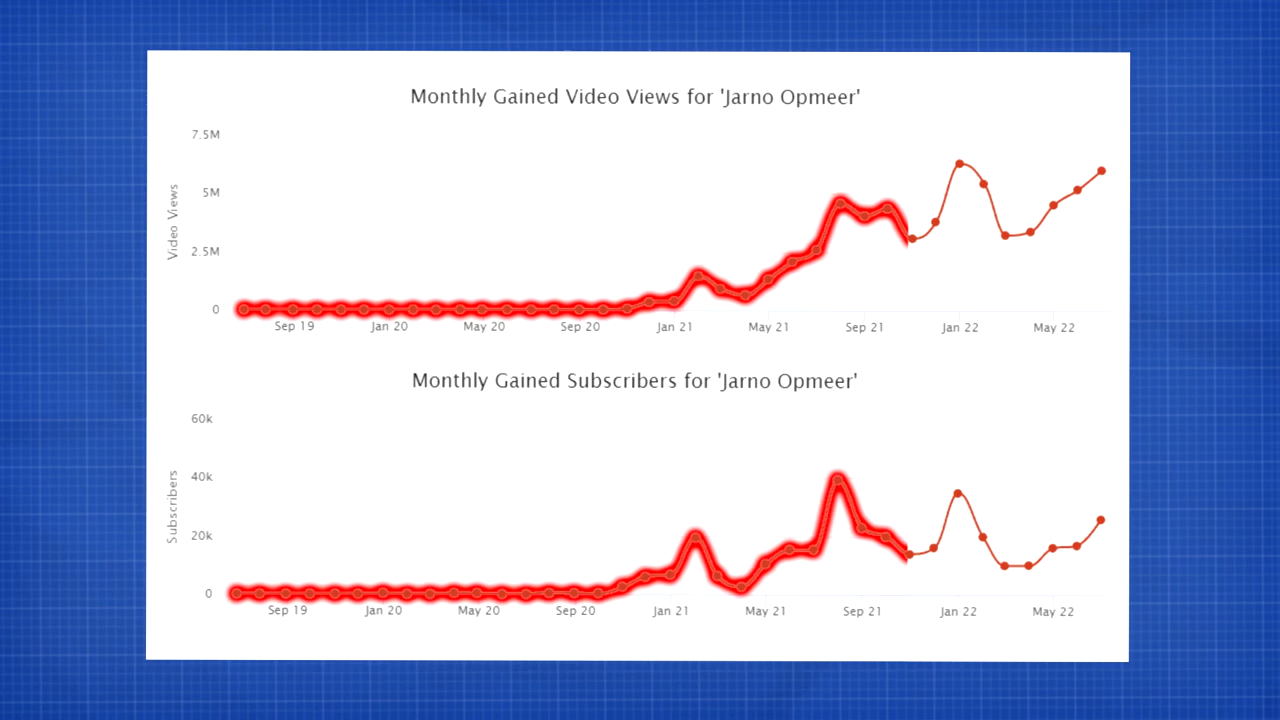 Monthly Gained Video Views for 'Jarno Opmeer'
7.5M
5M
2.5M
0
Video Views
Sep 19 Jan 20 May 20 Sep 20 Jan 21 May 21 Sep 21 Jan 22 May 22
Monthly Gained Subscribers for 'Jarno Opmeer'
60k
40k
20k
0
Subscribers
Sep 19 Jan 20 May 20 Sep 20 Jan 21 May 21 Sep 21 Jan 22 May 22